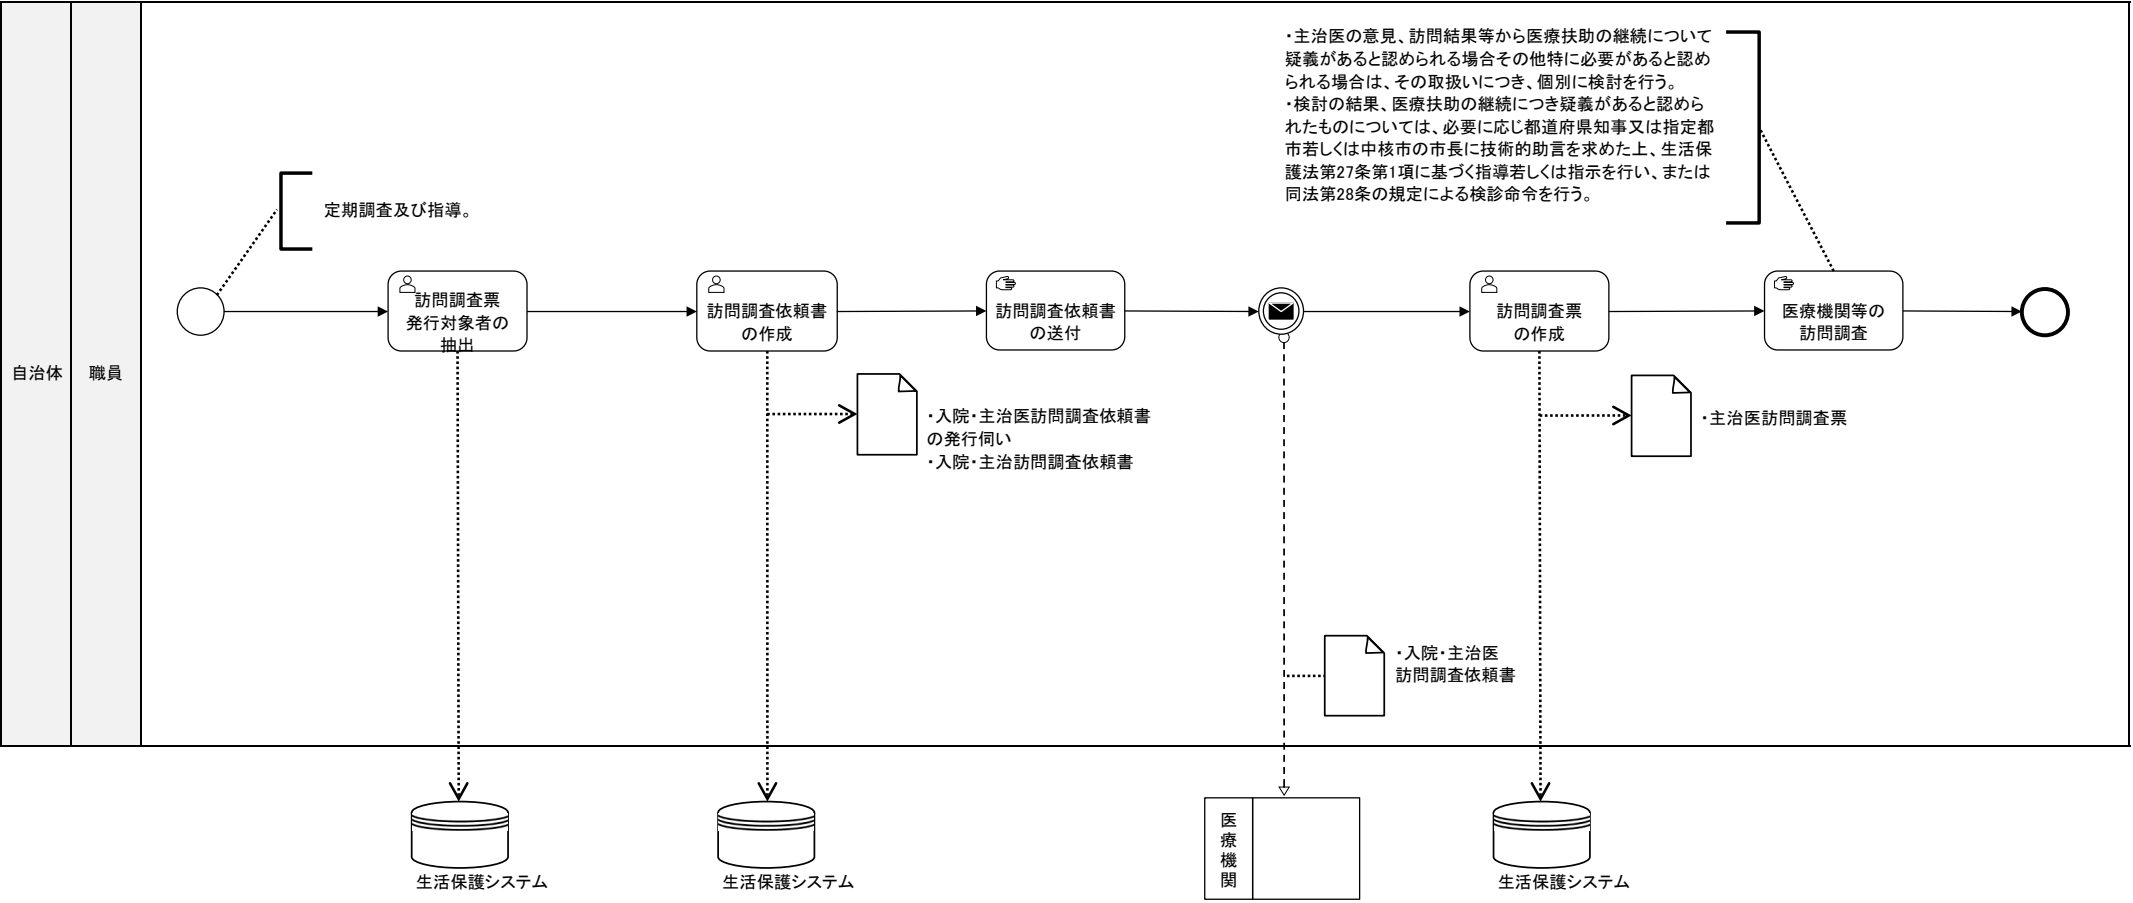 ・主治医の意見、訪問結果等から医療扶助の継続について
疑義があると認められる場合その他特に必要があると認め
られる場合は、その取扱いにつき、個別に検討を行う。
・検討の結果、医療扶助の継続につき疑義があると認めら
れたものについては、必要に応じ都道府県知事又は指定都
市若しくは中核市の市長に技術的助言を求めた上、生活保
護法第27条第1項に基づく指導若しくは指示を行い、または
同法第28条の規定による検診命令を行う。
定期調査及び指導。
自治体
職員
訪問調査票
発行対象者の
抽出
訪問調査依頼書
の作成
訪問調査依頼書
の送付
訪問調査票
の作成
医療機関等の
訪問調査
・入院・主治医訪問調査依頼書
の発行伺い
・入院・主治訪問調査依頼書
・主治医訪問調査票
・入院・主治医
訪問調査依頼書
生活保護システム
生活保護システム
医療機関
生活保護システム